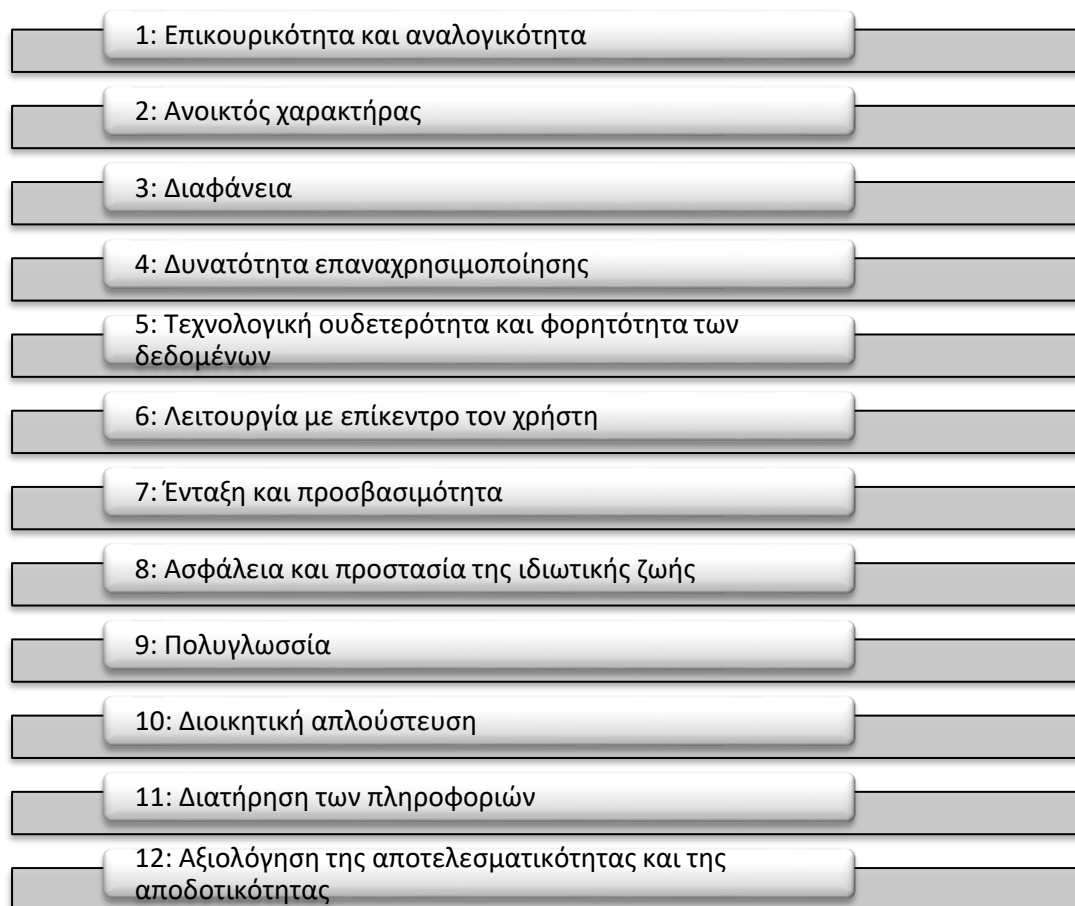 1: Επικουρικότητα και αναλογικότητα
2: Ανοικτός χαρακτήρας
3: Διαφάνεια
4: Δυνατότητα επαναχρησιμοποίησης
5: Τεχνολογική ουδετερότητα και φορητότητα των
δεδομένων
6: Λειτουργία με επίκεντρο τον χρήστη
7: Ένταξη και προσβασιμότητα
8: Ασφάλεια και προστασία της ιδιωτικής ζωής
9: Πολυγλωσσία
10: Διοικητική απλούστευση
11: Διατήρηση των πληροφοριών
12: Αξιολόγηση της αποτελεσματικότητας και της
αποδοτικότητας